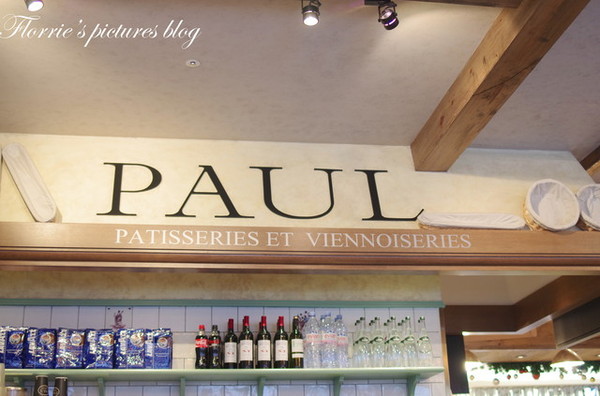 Florrie's pictures blog
PAUL
PATISSERIES ET VIENNOISERIES